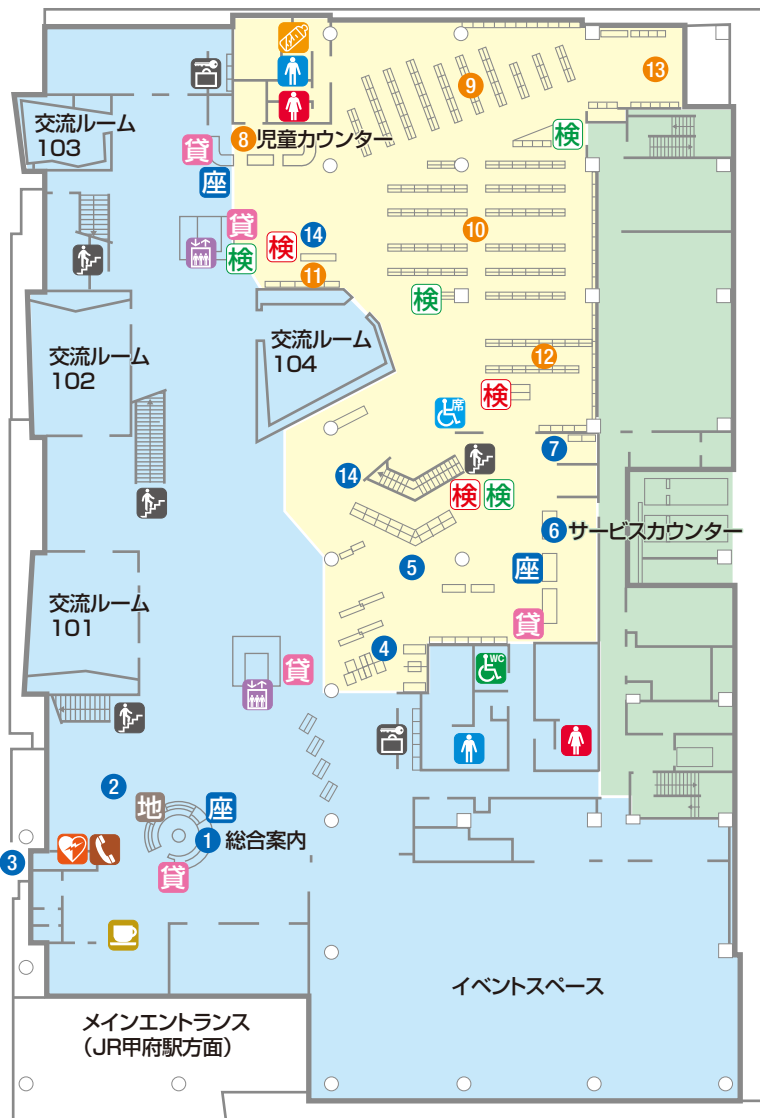 13
9
交流ルーム
103
8 児童カウンター
検
貸
座
貸
14
10
検
検
11
検
交流ルーム
102
交流ルーム
104
12
検
席
7
14
検
検
6 サービスカウンター
5
座
交流ルーム
101
貸
4
貸
WC
2
地
座
1 総合案内
3
貸
イベントスペース
メインエントランス
(JR甲府駅方面)